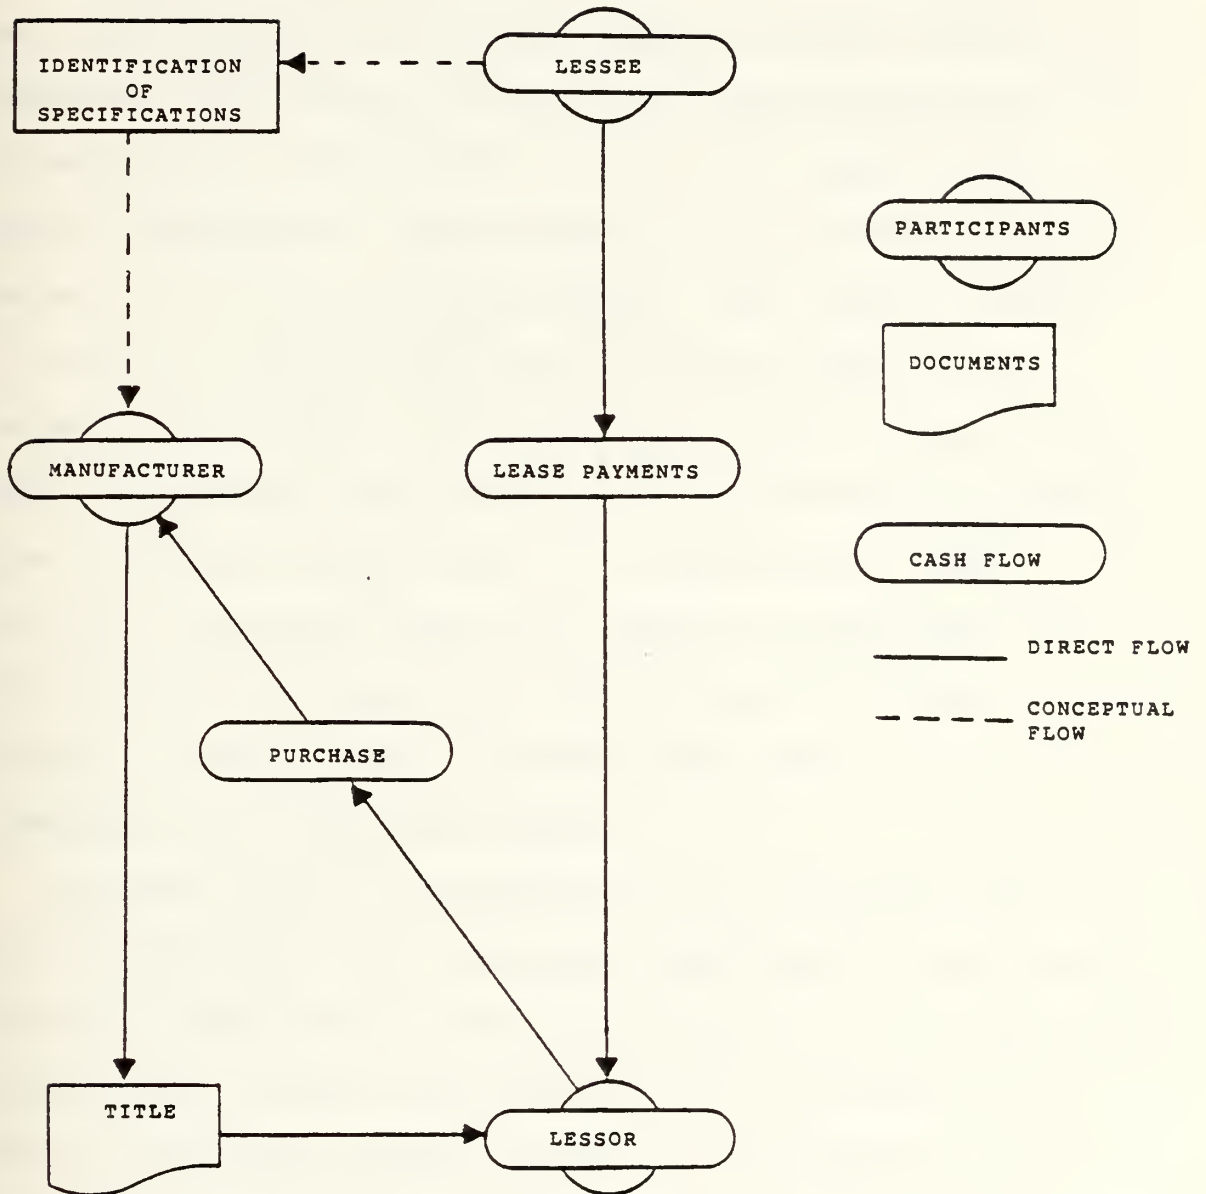 IDENTIFICATION
OF
SPECIFICATIONS
LESSEE
PARTICIPANTS
DOCUMENTS
MANUFACTURER
LEASE PAYMENTS
CASH FLOW
DIRECT FLOW
CONCEPTUAL
FLOW
PURCHASE
TITLE
LESSOR